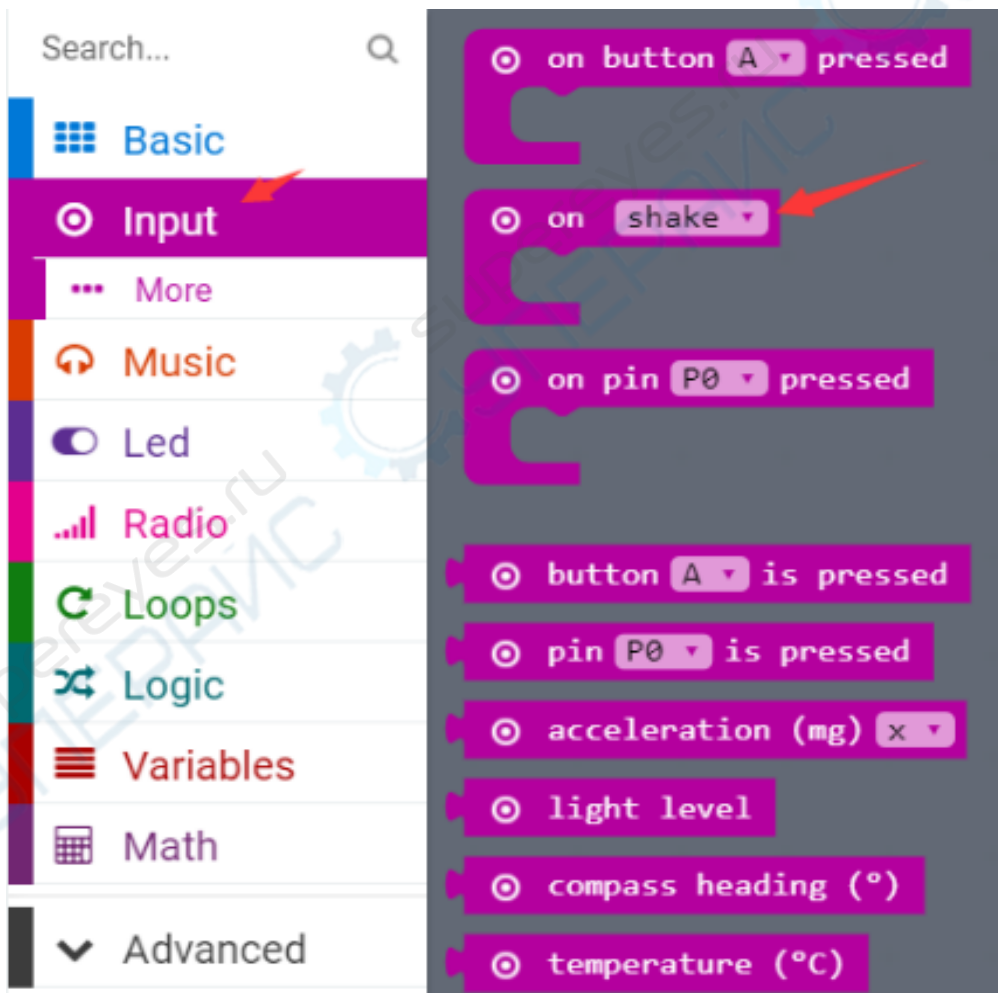 Search...
Basic
Input
More
Music
Led
Radio
Loops
Logic
Variables
Math
Advanced
on button A pressed
on shake
on pin P0 pressed
button A is pressed
pin P0 is pressed
acceleration (mg) x
light level
compass heading (°)
temperature (°C)